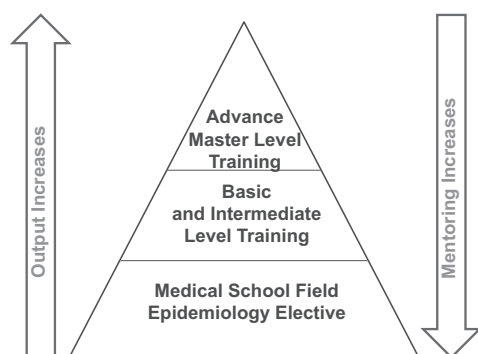 Output Increases
Advance
Master Level
Training
Basic
and Intermediate
Level Training
Medical School Field
Epidemiology Elective
Mentoring Increases